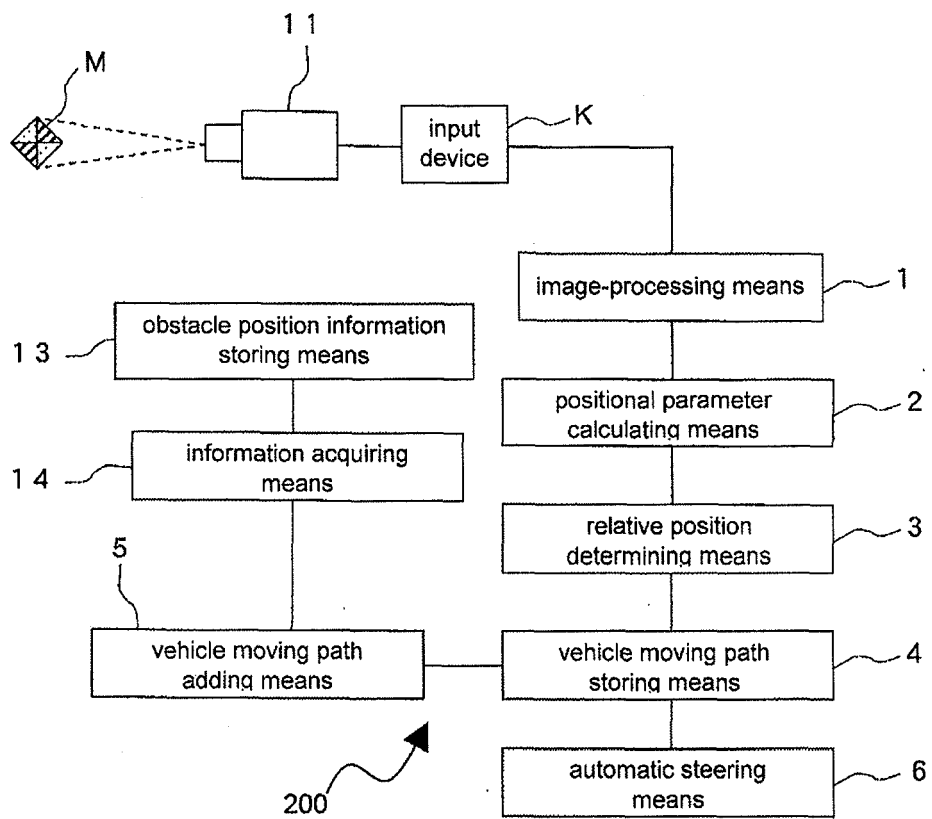 1 1
M
input
device
K
image-processing means
1
obstacle position information
storing means
1 3
positional parameter
calculating means
2
information acquiring
means
1 4
relative position
determining means
3
5
vehicle moving path
adding means
vehicle moving path
storing means
4
automatic steering
means
6
200